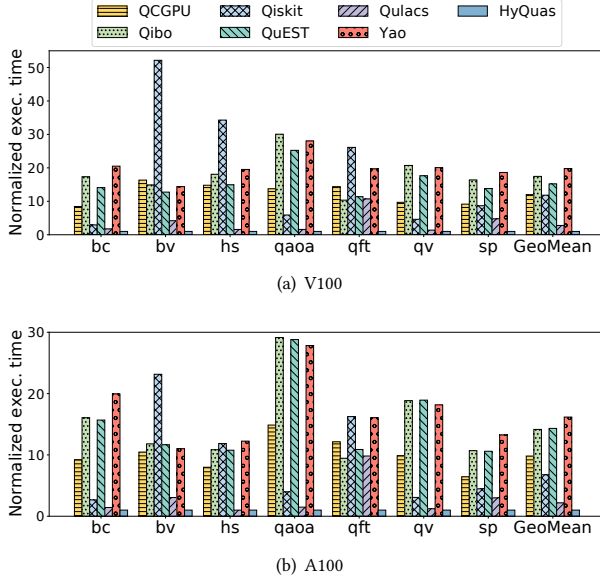 QCGPU Qiskit Qulacs HyQuas
Qibo QuEST Yao
Normalized exec. time
50
40
30
20
10
0
bc bv hs qaoa qft qv sp GeoMean
(a) V100
Normalized exec. time
30
20
10
0
bc bv hs qaoa qft qv sp GeoMean
(b) A100